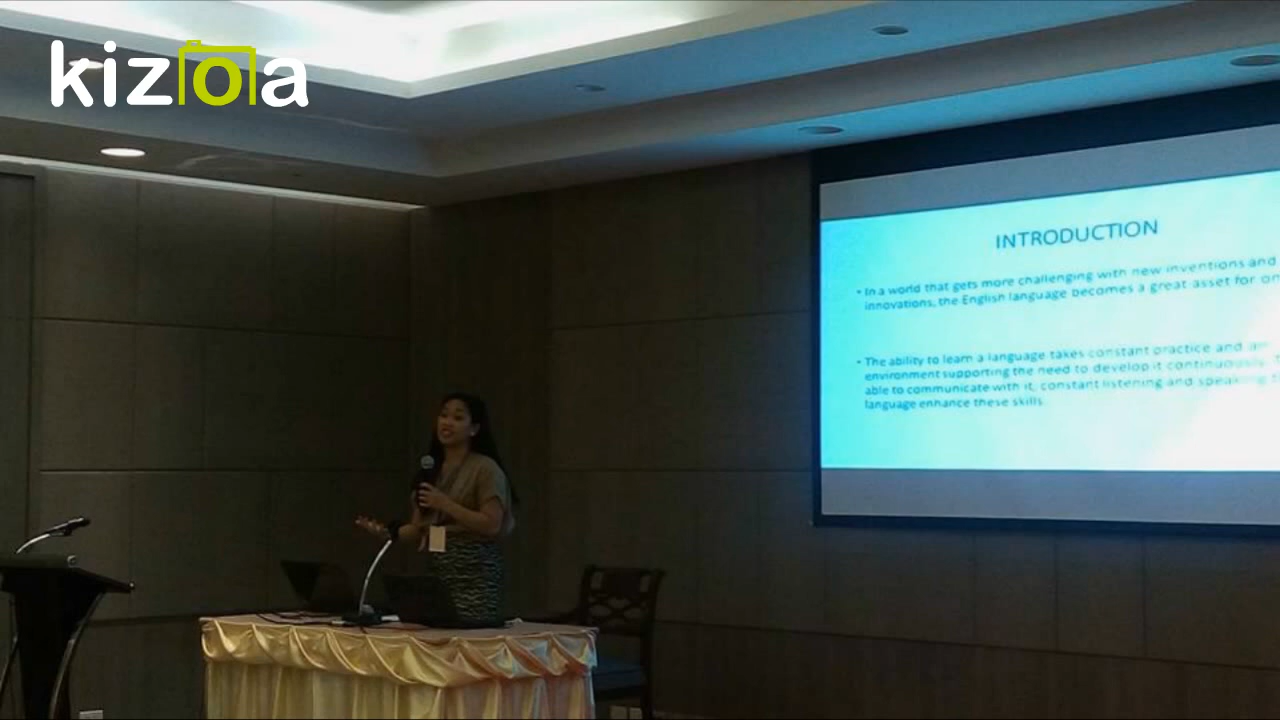 kizoa
INTRODUCTION
• In a world that gets more challenging with new inventions and
innovations, the English language becomes a great asset for on
• The ability to learn a language takes constant practice and an
environment supporting the need to develop it continuously.
able to communicate with it, constant listening and speaking
language enhance these skills.